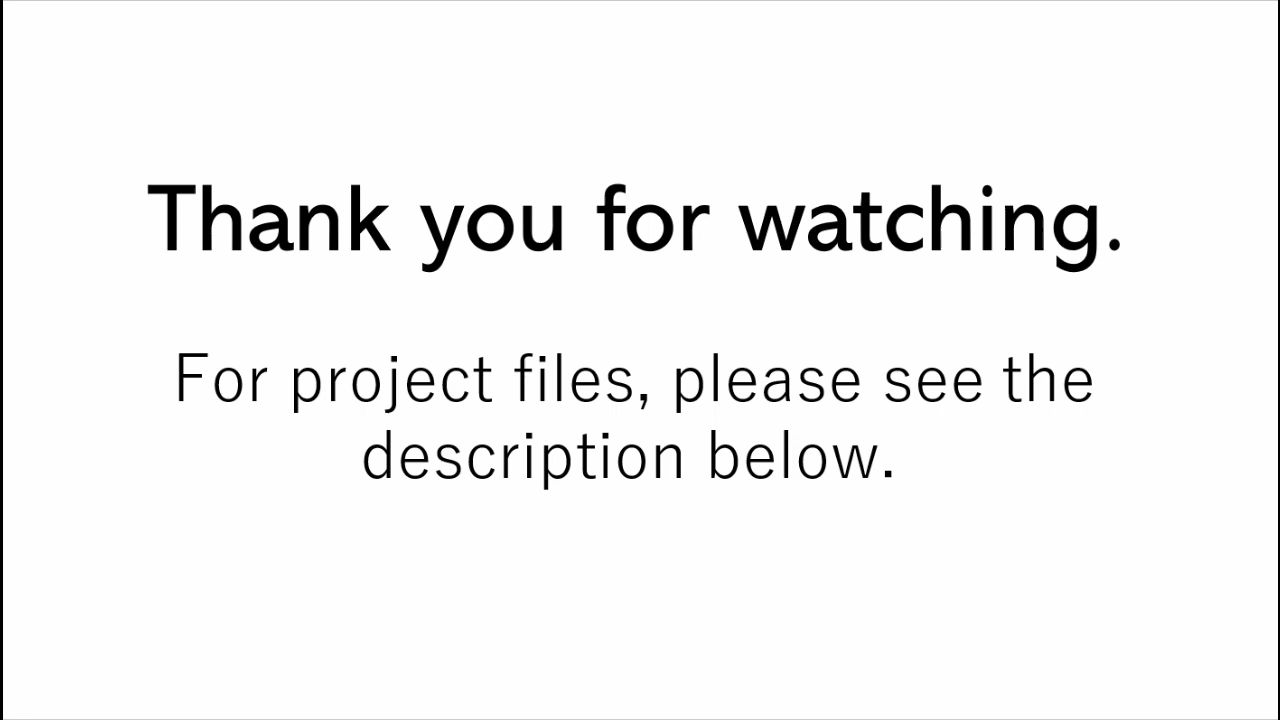 Thank you for watching.
For project files, please see the
description below.